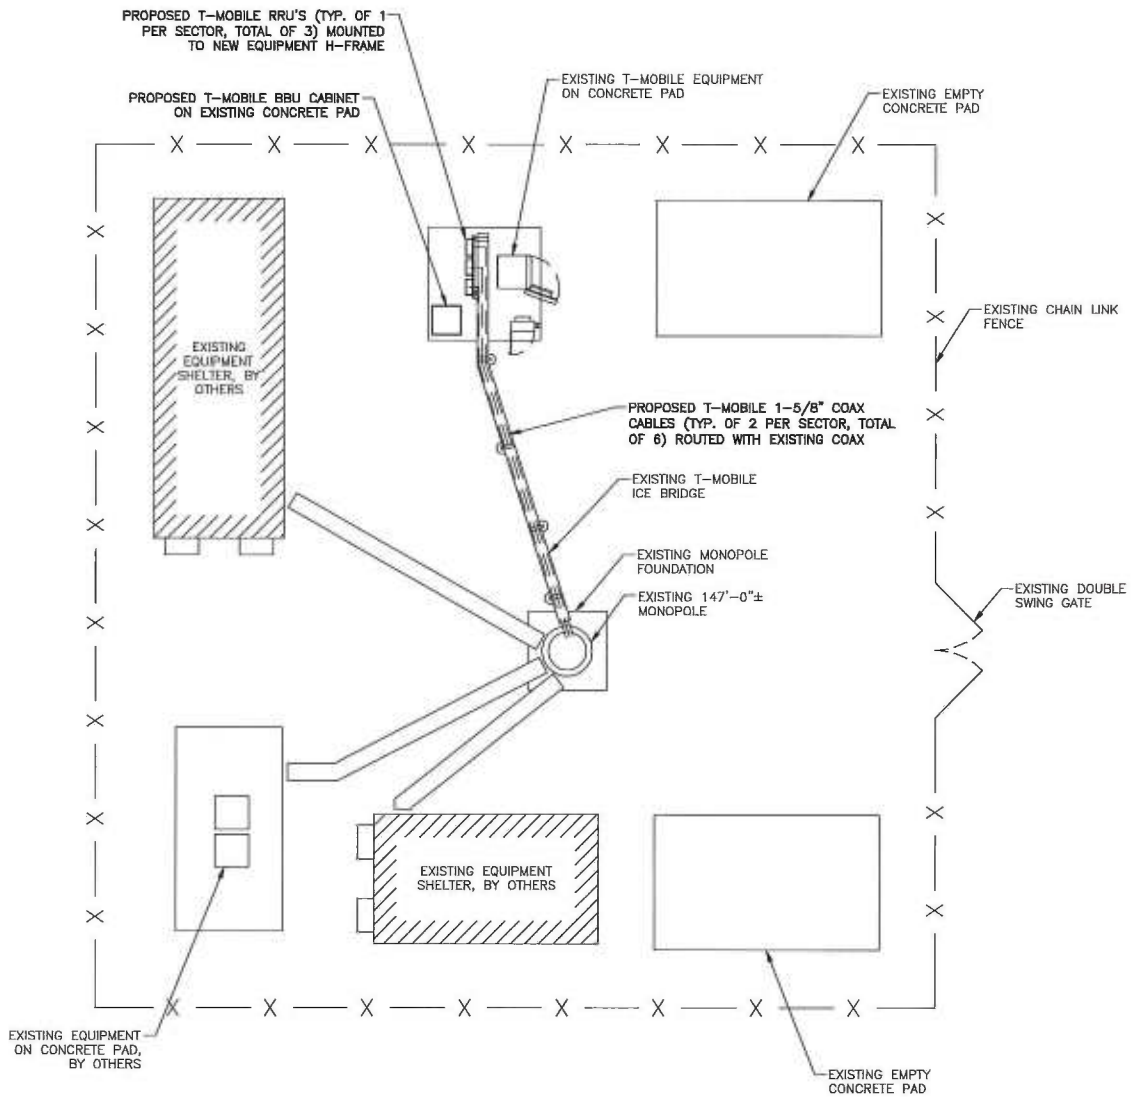 PROPOSED T-MOBILE RRU'S (TYP. OF 1
PER SECTOR, TOTAL OF 3) MOUNTED
TO NEW EQUIPMENT H-FRAME
EXISTING T-MOBILE EQUIPMENT
ON CONCRETE PAD
EXISTING EMPTY
CONCRETE PAD
PROPOSED T-MOBILE BBU CABINET
ON EXISTING CONCRETE PAD
EXISTING CHAIN LINK
FENCE
EXISTING
EQUIPMENT
SHELTER, BY
OTHERS
PROPOSED T-MOBILE 1-5/8" COAX
CABLES (TYP. OF 2 PER SECTOR, TOTAL
OF 6) ROUTED WITH EXISTING COAX
EXISTING T-MOBILE
ICE BRIDGE
EXISTING MONOPOLE
FOUNDATION
EXISTING 147'-0"±
MONOPOLE
EXISTING DOUBLE
SWING GATE
EXISTING EQUIPMENT
SHELTER, BY OTHERS
EXISTING EQUIPMENT
ON CONCRETE PAD,
BY OTHERS
EXISTING EMPTY
CONCRETE PAD